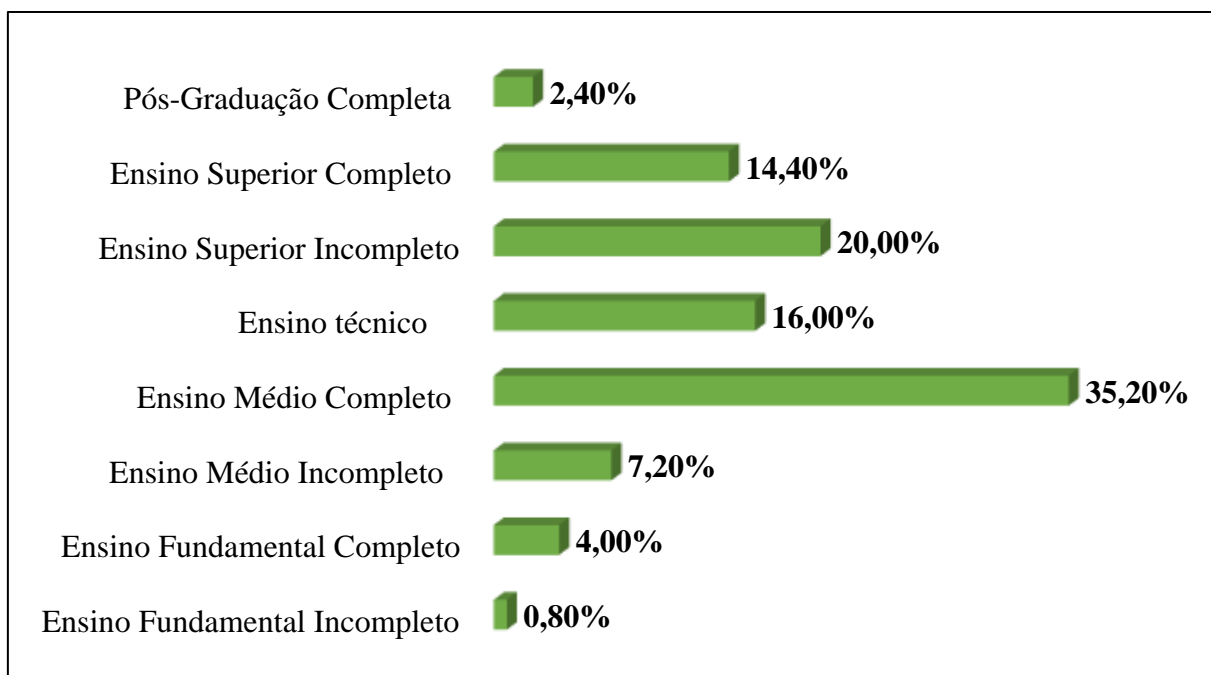 Pós-Graduação Completa 2,40%
Ensino Superior Completo 14,40%
Ensino Superior Incompleto 20,00%
Ensino técnico 16,00%
Ensino Médio Completo 35,20%
Ensino Médio Incompleto 7,20%
Ensino Fundamental Completo 4,00%
Ensino Fundamental Incompleto 0,80%